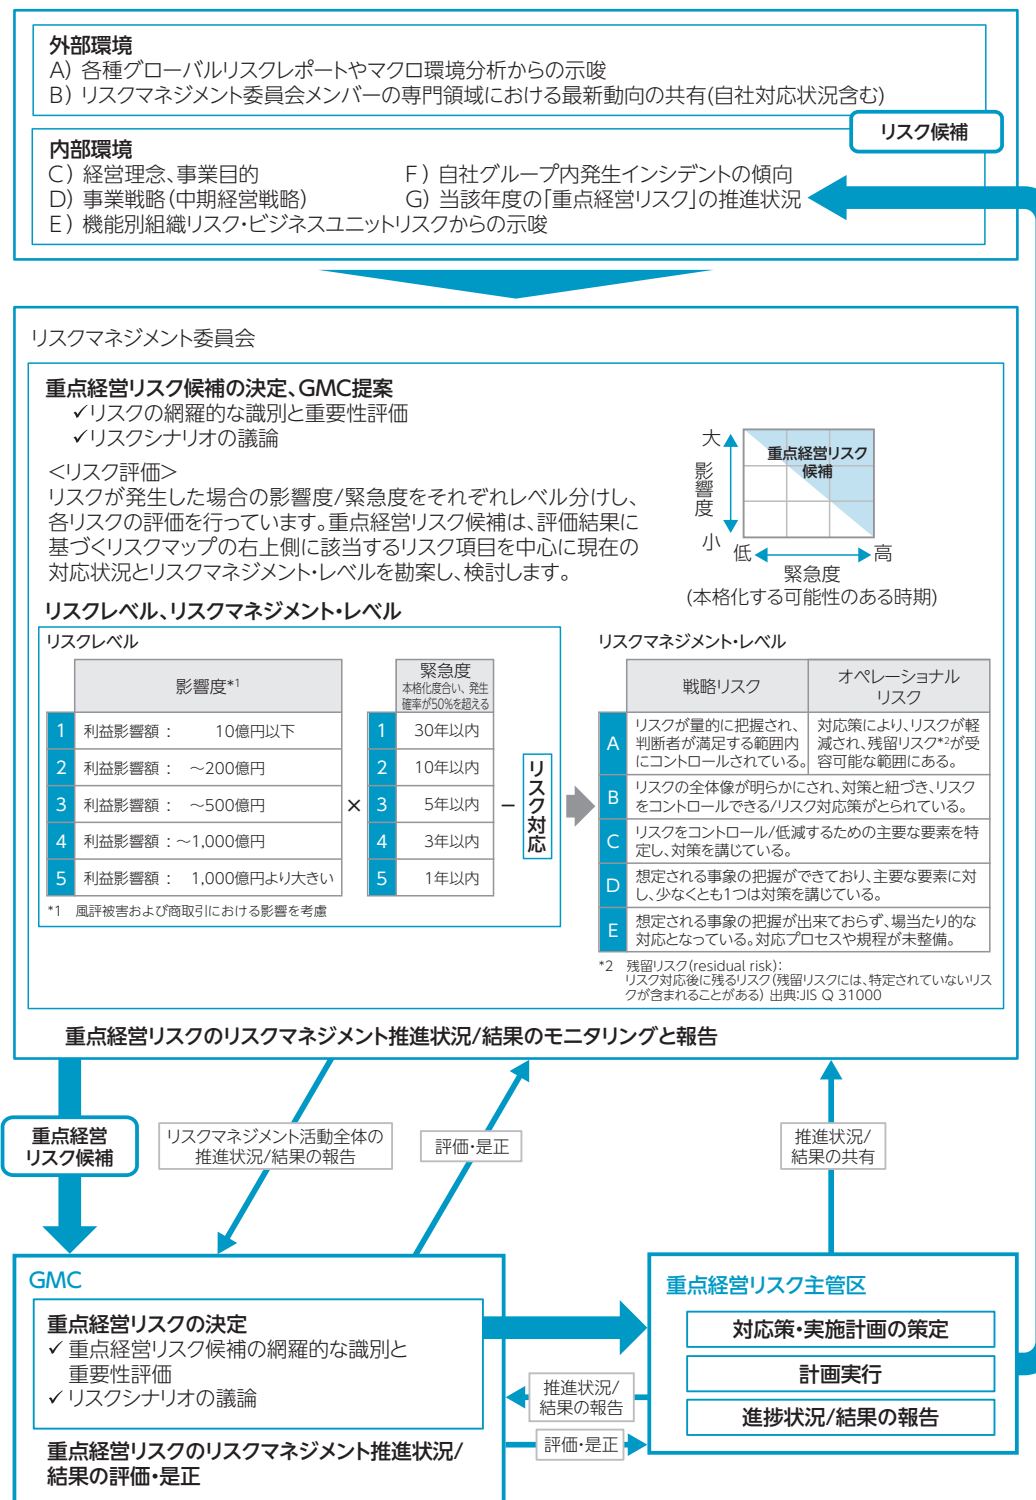 外部環境
A）各種グローバルリスクレポートやマクロ環境分析からの示唆
B）リスクマネジメント委員会メンバーの専門領域における最新動向の共有(自社対応状況含む)
リスク候補
内部環境
C）経営理念、事業目的
F）自社グループ内発生インシデントの傾向
D）事業戦略（中期経営戦略）
G）当該年度の「重点経営リスク」の推進状況
E）機能別組織リスク・ビジネスユニットリスクからの示唆
リスクマネジメント委員会
重点経営リスク候補の決定、GMC提案
✓リスクの網羅的な識別と重要性評価
✓リスクシナリオの議論
<リスク評価>
リスクが発生した場合の影響度/緊急度をそれぞれレベル分けし、
各リスクの評価を行っています。重点経営リスク候補は、評価結果に
基づくリスクマップの右上側に該当するリスク項目を中心に現在の
対応状況とリスクマネジメント・レベルを勘案し、検討します。
大
影響度
小
重点経営リスク
候補
低
高
緊急度
(本格化する可能性のある時期)
リスクレベル、リスクマネジメント・レベル
リスクレベル
影響度*1
1 利益影響額： 10億円以下
2 利益影響額： ～200億円
3 利益影響額： ～500億円
4 利益影響額：～1,000億円
5 利益影響額： 1,000億円より大きい
×
緊急度
本格化度合い、発生
確率が50%を超える
1 30年以内
2 10年以内
3 5年以内
4 3年以内
5 1年以内
－
リスク対応
*1 風評被害および商取引における影響を考慮
リスクマネジメント・レベル
戦略リスク
オペレーショナル
リスク
A
リスクが量的に把握され、
判断者が満足する範囲内
にコントロールされている。
対応策により、リスクが軽
減され、残留リスク*2が受
容可能な範囲にある。
B
リスクの全体像が明らかにされ、対策と紐づき、リスク
をコントロールできる/リスク対応策がとられている。
C
リスクをコントロール/低減するための主要な要素を特
定し、対策を講じている。
D
想定される事象の把握ができており、主要な要素に対
し、少なくとも1つは対策を講じている。
E
想定される事象の把握が出来ておらず、場当たり的な
対応となっている。対応プロセスや規程が未整備。
*2 残留リスク(residual risk)：
リスク対応後に残るリスク（残留リスクには、特定されていないリス
クが含まれることがある）出典：JIS Q 31000
重点経営リスクのリスクマネジメント推進状況/結果のモニタリングと報告
重点経営
リスク候補
リスクマネジメント活動全体の
推進状況/結果の報告
評価・是正
推進状況/
結果の共有
GMC
重点経営リスクの決定
✓重点経営リスク候補の網羅的な識別と
重要性評価
✓リスクシナリオの議論
重点経営リスクのリスクマネジメント推進状況/
結果の評価・是正
推進状況/
結果の報告
評価・是正
重点経営リスク主管区
対応策・実施計画の策定
計画実行
進捗状況/結果の報告